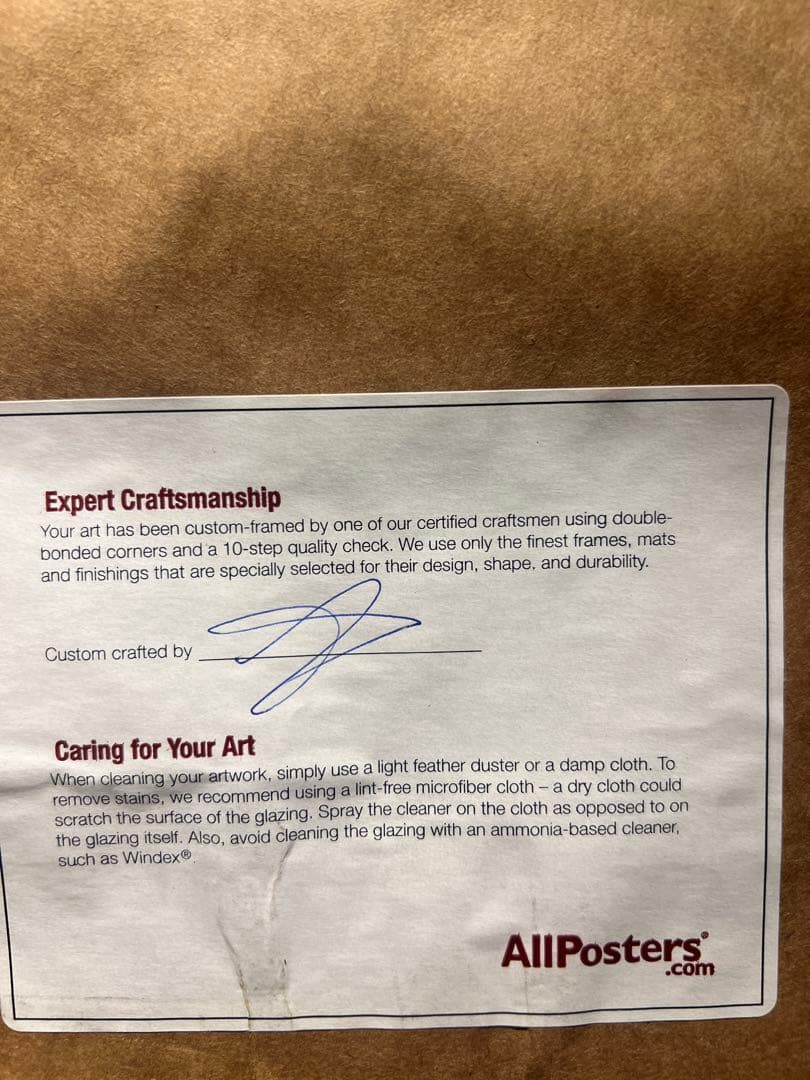 Expert Craftsmanship
Your art has been custom-framed by one of our certified craftsmen using double-
bonded corners and a 10-step quality check. We use only the finest frames, mats
and finishings that are specially selected for their design, shape, and durability.
Custom crafted by
Caring for Your Art
When cleaning your artwork, simply use a light feather duster or a damp cloth. To
remove stains, we recommend using a lint-free microfiber cloth – a dry cloth could
scratch the surface of the glazing. Spray the cleaner on the cloth as opposed to on
the glazing itself. Also, avoid cleaning the glazing with an ammonia-based cleaner,
such as Windex®.
AllPosters®
.com